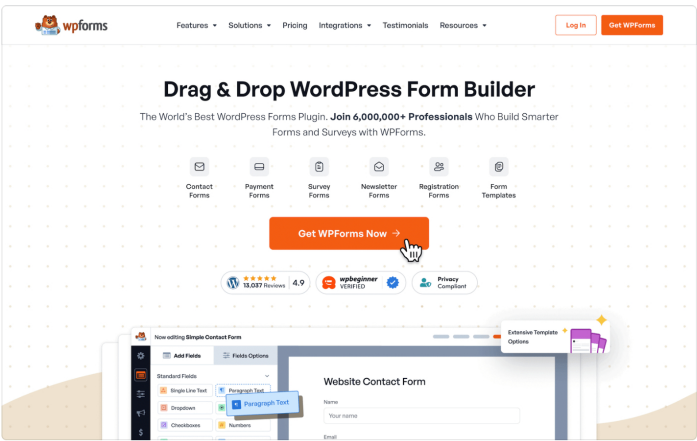 wpforms
Features Solutions Pricing Integrations Testimonials Resources
Log In
Get WPForms
Drag & Drop WordPress Form Builder
The World's Best WordPress Forms Plugin. Join 6,000,000+ Professionals Who Build Smarter
Forms and Surveys with WPForms.
Contact
Forms
Payment
Forms
Survey
Forms
Newsletter
Forms
Registration
Forms
Form
Templates
Get WPForms Now →
13,037 Reviews 4.9
wpbeginner
VERIFIED
Privacy
Compliant
Now editing Simple Contact Form
Extensive Template
Options
Add Fields
Fields Options
Standard Fields
Single Line Text
Paragraph Text
Paragraph Text
Dropdown
Checkboxes
Numbers
Website Contact Form
Name
Your name
Email